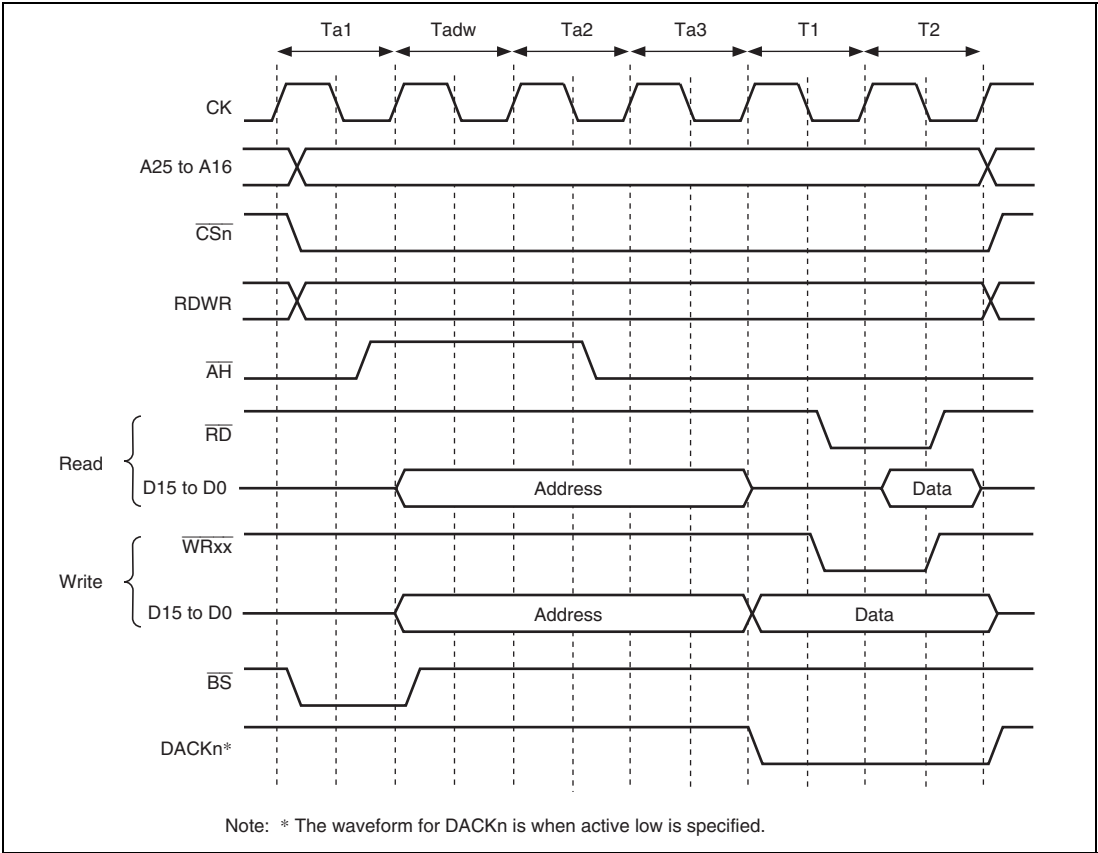 Ta1 Tadw Ta2 Ta3 T1 T2
CK
A25 to A16
CSn
RDWR
AH
RD
Read
D15 to D0 Address Data
WRxx
Write
D15 to D0 Address Data
BS
DACKn*
Note: * The waveform for DACKn is when active low is specified.